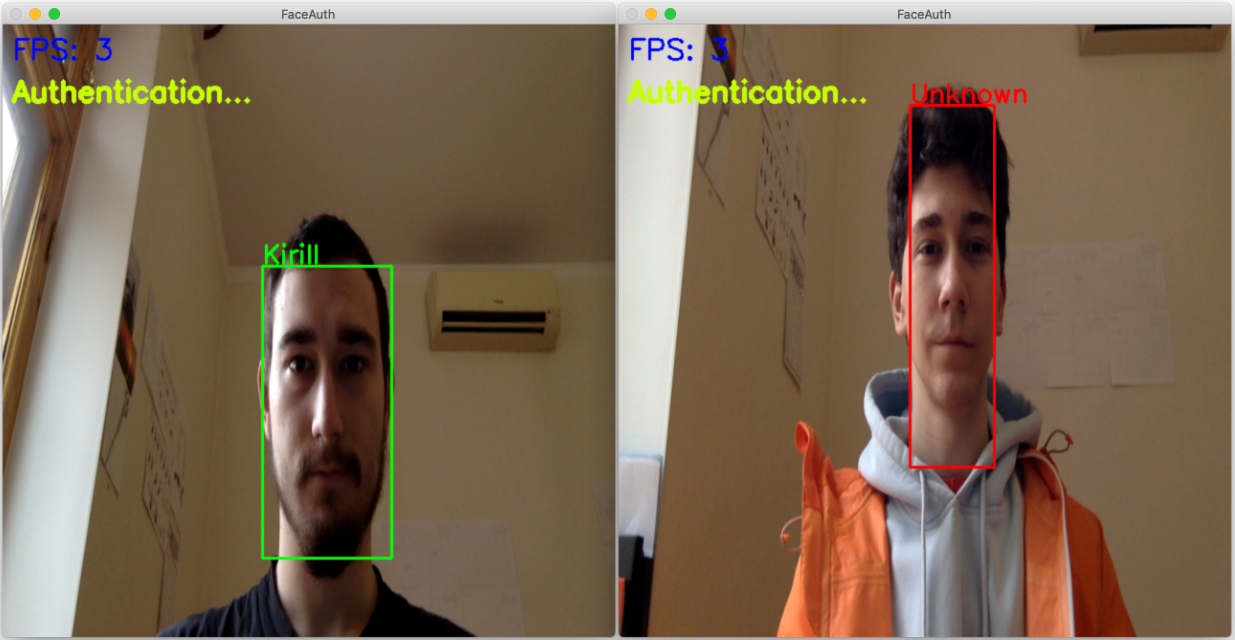 FaceAuth
FPS: 3
Authentication...
Kirill
FaceAuth
FPS: 3
Authentication...
Unknown